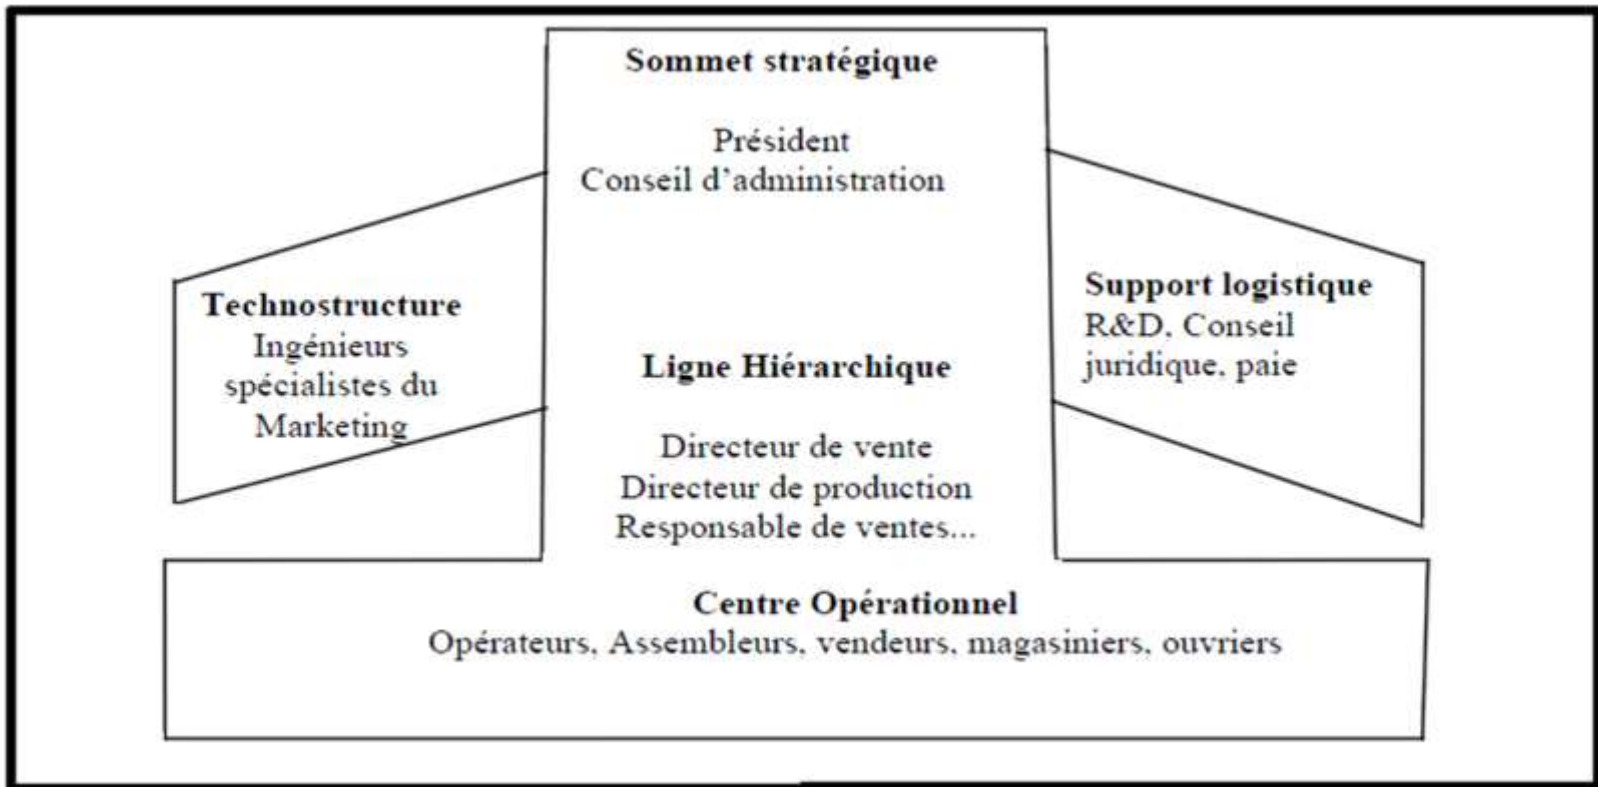 Sommet stratégique
Président
Conseil d'administration
Technostructure
Ingénieurs
spécialistes du
Marketing
Support logistique
R&D. Conseil
juridique, paie
Ligne Hiérarchique
Directeur de vente
Directeur de production
Responsable de ventes...
Centre Opérationnel
Opérateurs, Assembleurs, vendeurs, magasiniers, ouvriers